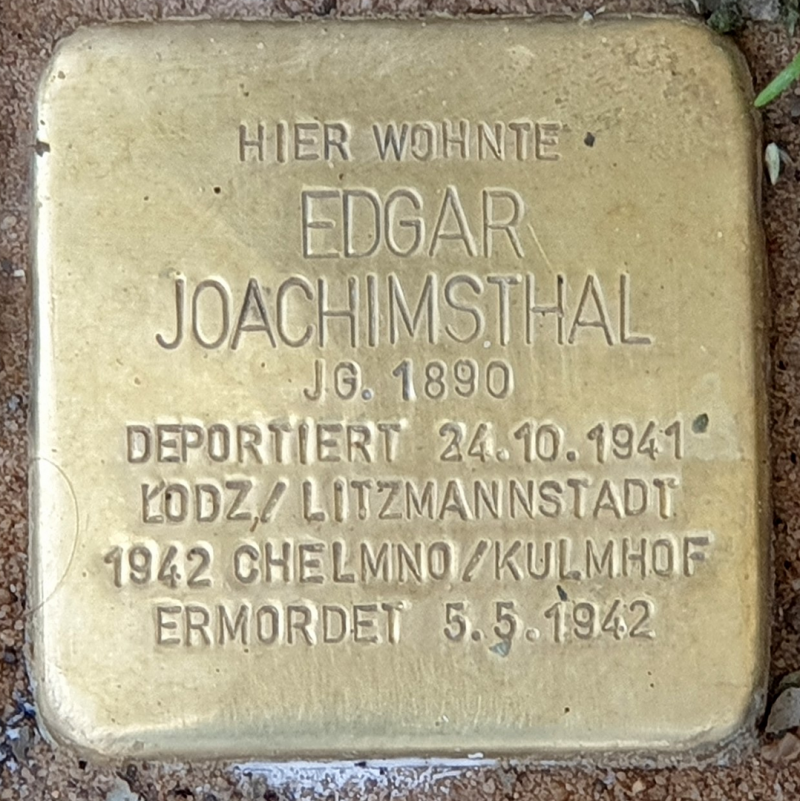 HIER WOHNTE
EDGAR
JOACHIMSTHAL
JG. 1890
DEPORTIERT 24.10.1941
ŁODZ / LITZMANNSTADT
1942 CHELMNO / KULMHOF
ERMORDET 5.5.1942